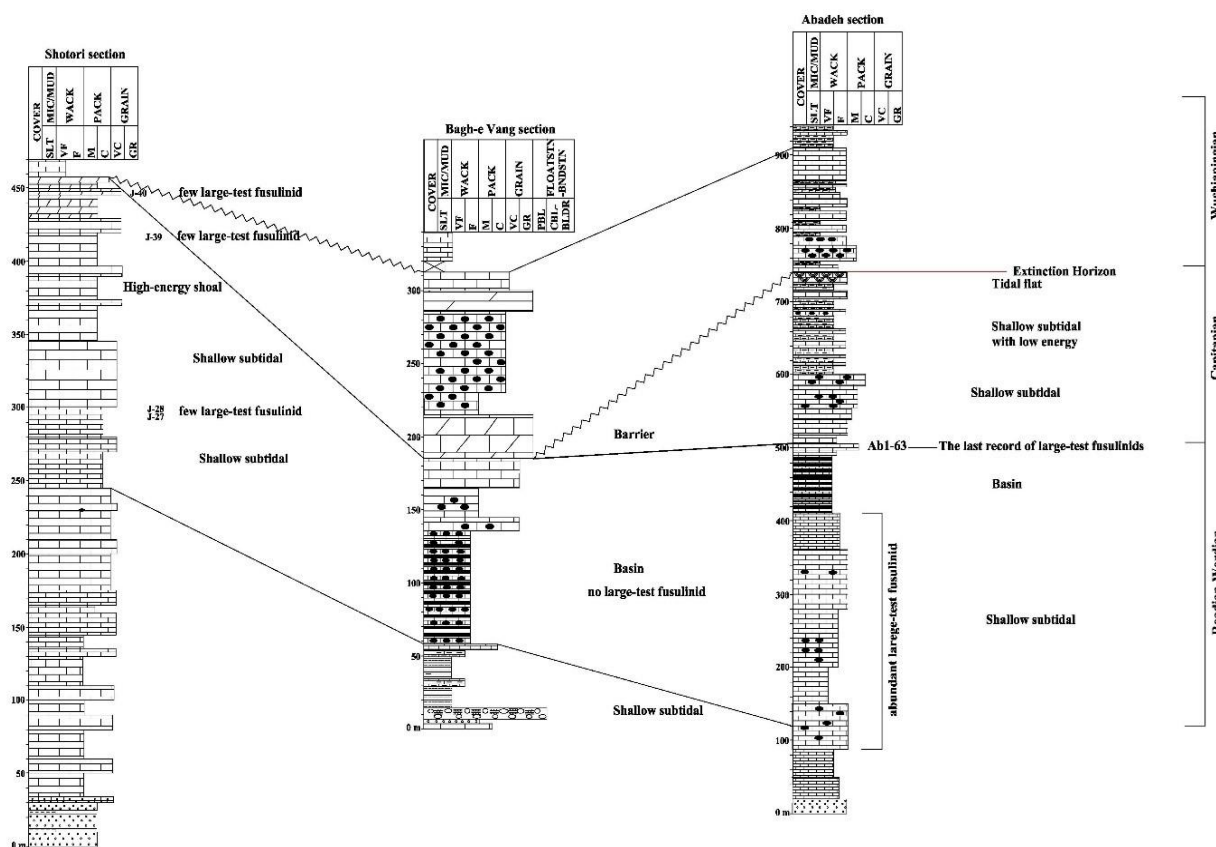 Shotori section
COVER
SLT
MIC/MUD
VF
WACK
F
M
PACK
C
VC
GRAIN
GR
450
400
350
300
250
200
150
100
50
0 m
J-40
few large-test fusulinid
J-39
few large-test fusulinid
High-energy shoal
Shallow subtidal
J-28
J-27
few large-test fusulinid
Shallow subtidal
Bagh-e Vang section
COVER
SLT
MIC/MUD
VF
WACK
F
M
PACK
C
VC
GRAIN
GR
PBL
FLOATSTN
CBL-
-BNDSTN
BLDR
300
250
200
150
100
50
0 m
Barrier
Basin
no large-test fusulinid
Shallow subtidal
Abadeh section
COVER
SLT
MIC/MUD
VF
WACK
F
M
PACK
C
VC
GRAIN
GR
900
800
700
600
500
400
300
200
100
0 m
Extinction Horizon
Tidal flat
Shallow subtidal
with low energy
Shallow subtidal
Ab1-63
The last record of large-test fusulinids
Basin
abundant larege-test fusulinid
Shallow subtidal
Wuchiapingian
Capitanian
Roadian-Wordian